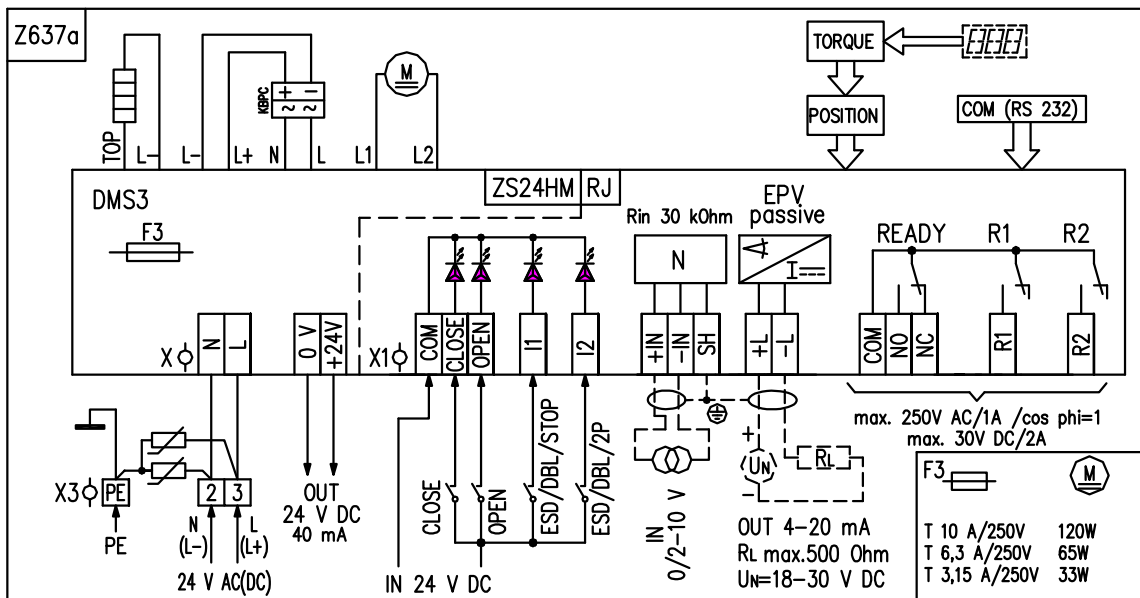 Z637a
TORQUE
POSITION
COM (RS 232)
KBPC
+ −
~ ~
M
TOP
L−
L−
L+
N
L
L1
L2
DMS3
ZS24HM
RJ
F3
Rin 30 kOhm
N
EPV
passive
I
READY
R1
R2
X
N
L
0 V
+24V
X1
COM
CLOSE
OPEN
I1
I2
+IN
−IN
SH
+L
−L
COM
NO
NC
R1
R2
max. 250V AC/1A /cos phi=1
max. 30V DC/2A
X3
PE
2
3
PE
N
(L−)
L
(L+)
24 V AC(DC)
OUT
24 V DC
40 mA
CLOSE
OPEN
ESD/DBL/STOP
ESD/DBL/2P
IN 24 V DC
IN
0/2−10 V
+
UN
−
RL
OUT 4−20 mA
RL max.500 Ohm
UN=18−30 V DC
F3
M
T 10 A/250V 120W
T 6,3 A/250V 65W
T 3,15 A/250V 33W